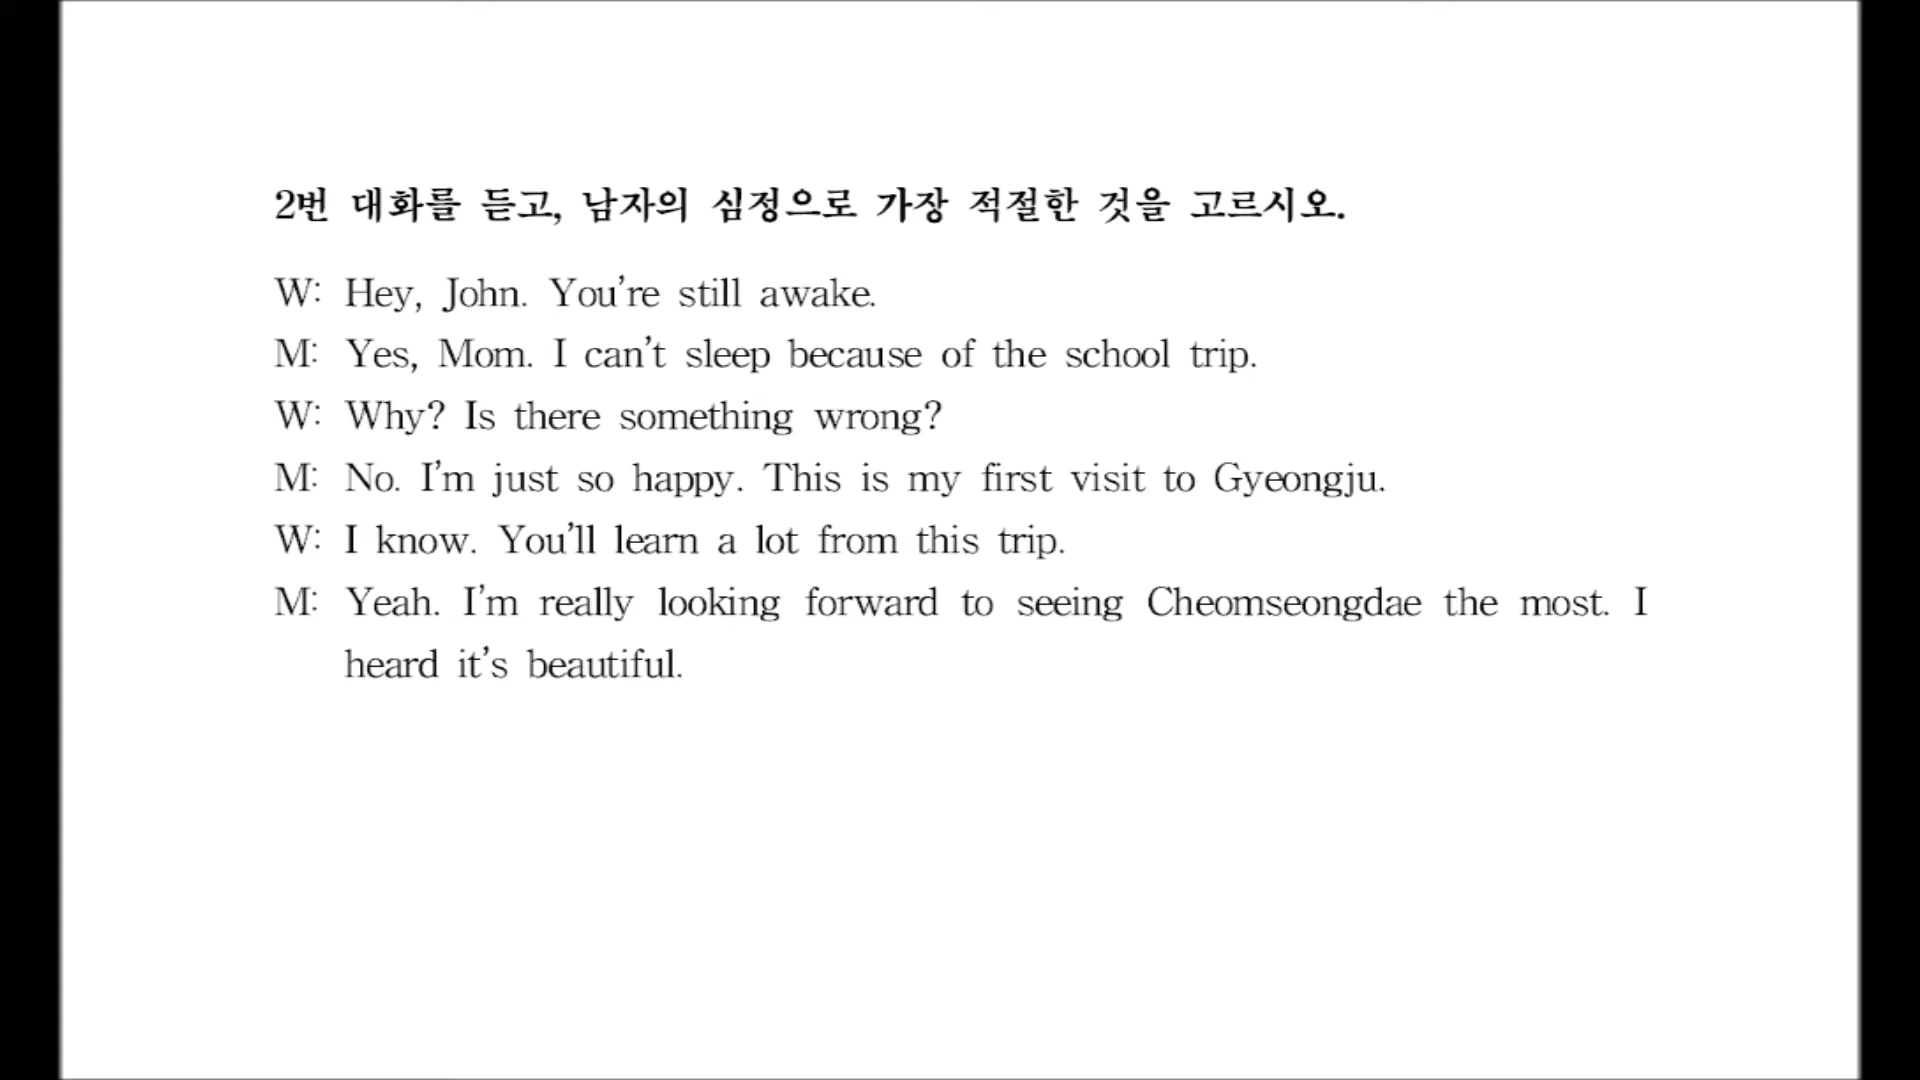 2번 대화를 듣고, 남자의 심정으로 가장 적절한 것을 고르시오.
W: Hey, John. You're still awake.
M: Yes, Mom. I can't sleep because of the school trip.
W: Why? Is there something wrong?
M: No. I'm just so happy. This is my first visit to Gyeongju.
W: I know. You'll learn a lot from this trip.
M: Yeah. I'm really looking forward to seeing Cheomseongdae the most. I
heard it's beautiful.